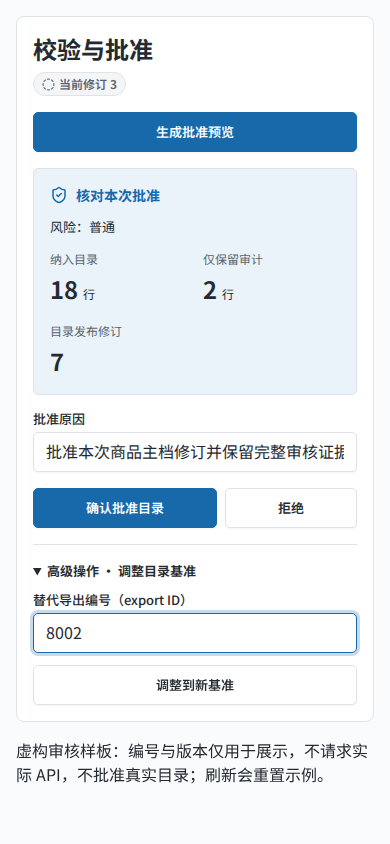 校验与批准
当前修订 3
生成批准预览
核对本次批准
风险：普通
纳入目录
仅保留审计
18 行
2 行
目录发布修订
7
批准原因
批准本次商品主档修订并保留完整审核证据
确认批准目录
拒绝
▼ 高级操作 · 调整目录基准
替代导出编号（export ID）
8002
调整到新基准
虚构审核样板：编号与版本仅用于展示，不请求实
际 API，不批准真实目录；刷新会重置示例。